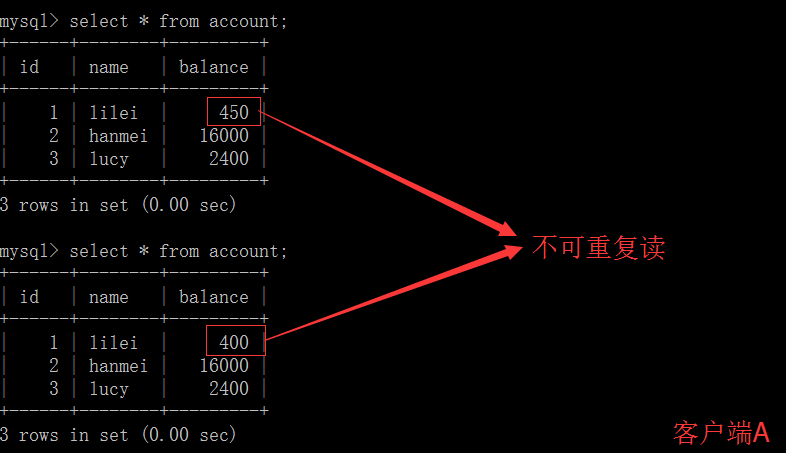 mysql> select * from account;
+------+--------+---------+
| id   | name   | balance |
+------+--------+---------+
|    1 | lilei  |     450 |
|    2 | hanmei |   16000 |
|    3 | lucy   |    2400 |
+------+--------+---------+
3 rows in set (0.00 sec)
mysql> select * from account;
+------+--------+---------+
| id   | name   | balance |
+------+--------+---------+
|    1 | lilei  |     400 |
|    2 | hanmei |   16000 |
|    3 | lucy   |    2400 |
+------+--------+---------+
3 rows in set (0.00 sec)
不可重复读
客户端A